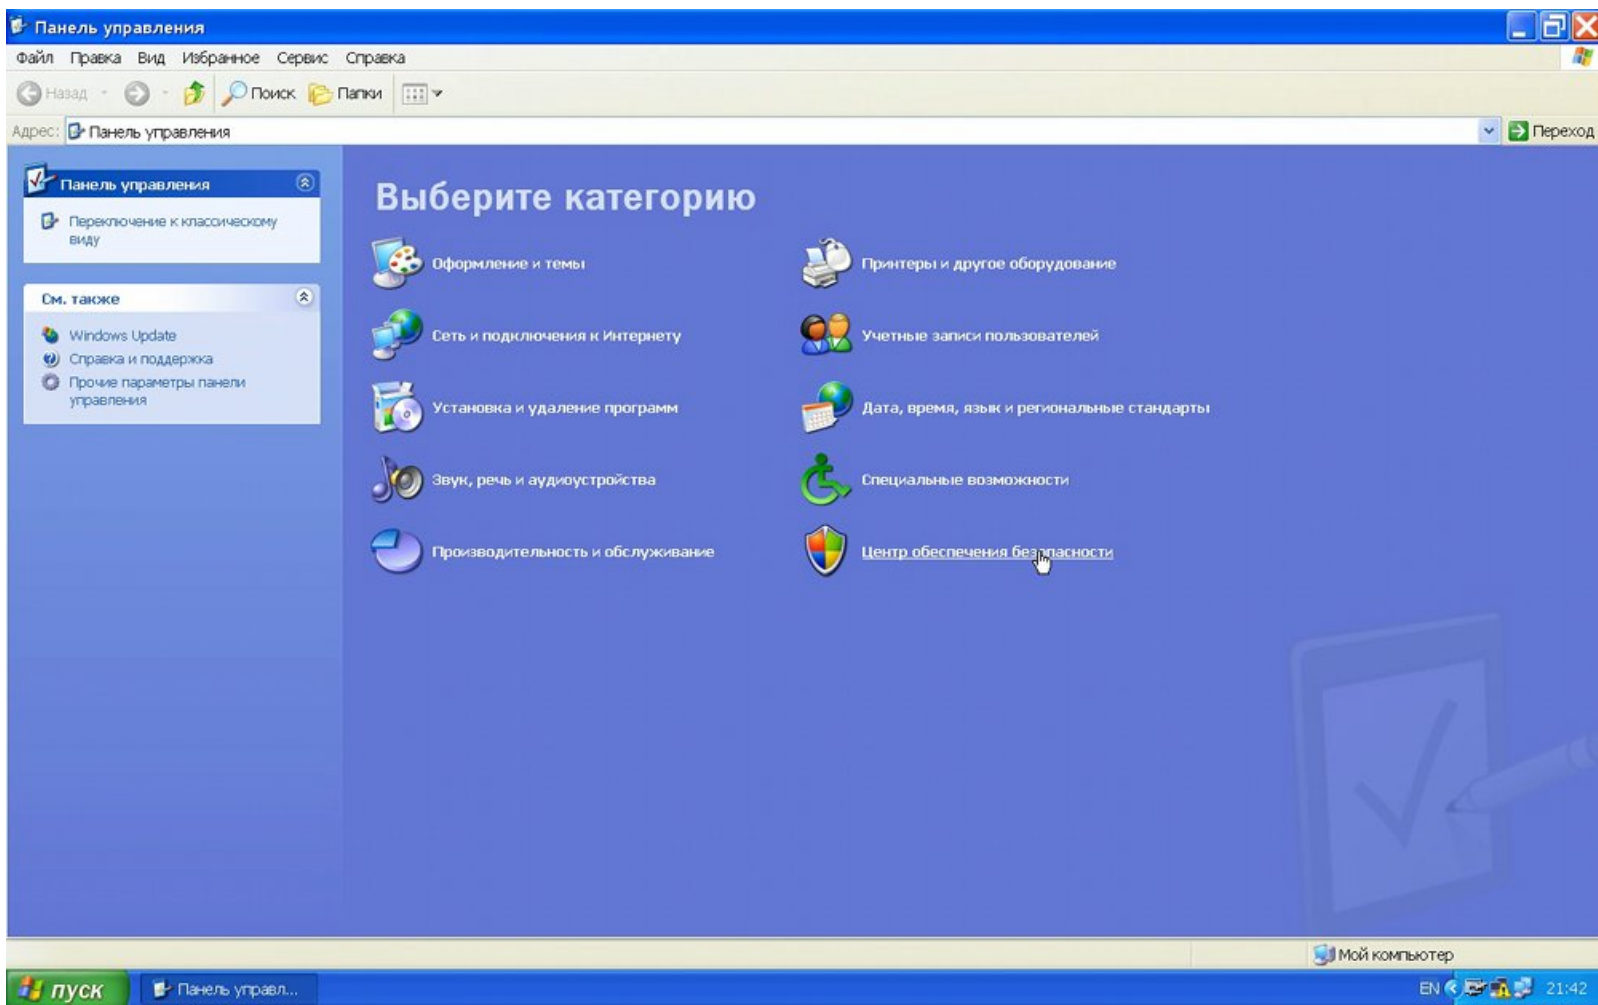 Панель управления
Файл Правка Вид Избранное Сервис Справка
Назад Поиск Папки
Адрес: Панель управления Переход
Панель управления
Переключение к классическому
виду
См. также
Windows Update
Справка и поддержка
Прочие параметры панели
управления
Выберите категорию
Оформление и темы
Принтеры и другое оборудование
Сеть и подключения к Интернету
Учетные записи пользователей
Установка и удаление программ
Дата, время, язык и региональные стандарты
Звук, речь и аудиоустройства
Специальные возможности
Производительность и обслуживание
Центр обеспечения безопасности
Мой компьютер
пуск Панель управл... EN 21:42